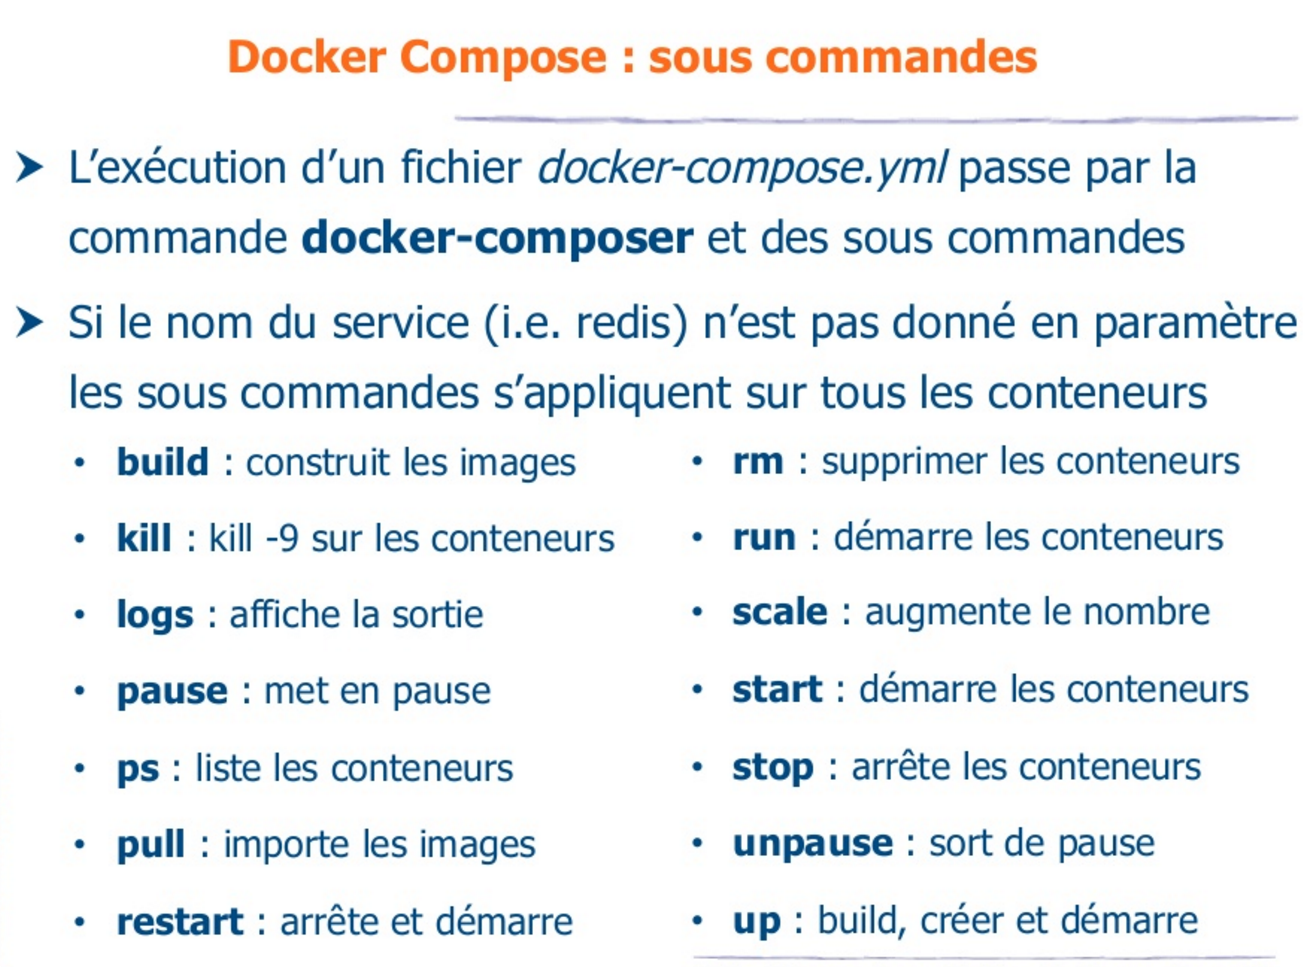 Docker Compose : sous commandes
➤ L’exécution d’un fichier docker-compose.yml passe par la
commande docker-composer et des sous commandes
➤ Si le nom du service (i.e. redis) n’est pas donné en paramètre
les sous commandes s’appliquent sur tous les conteneurs
• build : construit les images
• kill : kill -9 sur les conteneurs
• logs : affiche la sortie
• pause : met en pause
• ps : liste les conteneurs
• pull : importe les images
• restart : arrête et démarre
• rm : supprimer les conteneurs
• run : démarre les conteneurs
• scale : augmente le nombre
• start : démarre les conteneurs
• stop : arrête les conteneurs
• unpause : sort de pause
• up : build, créer et démarre